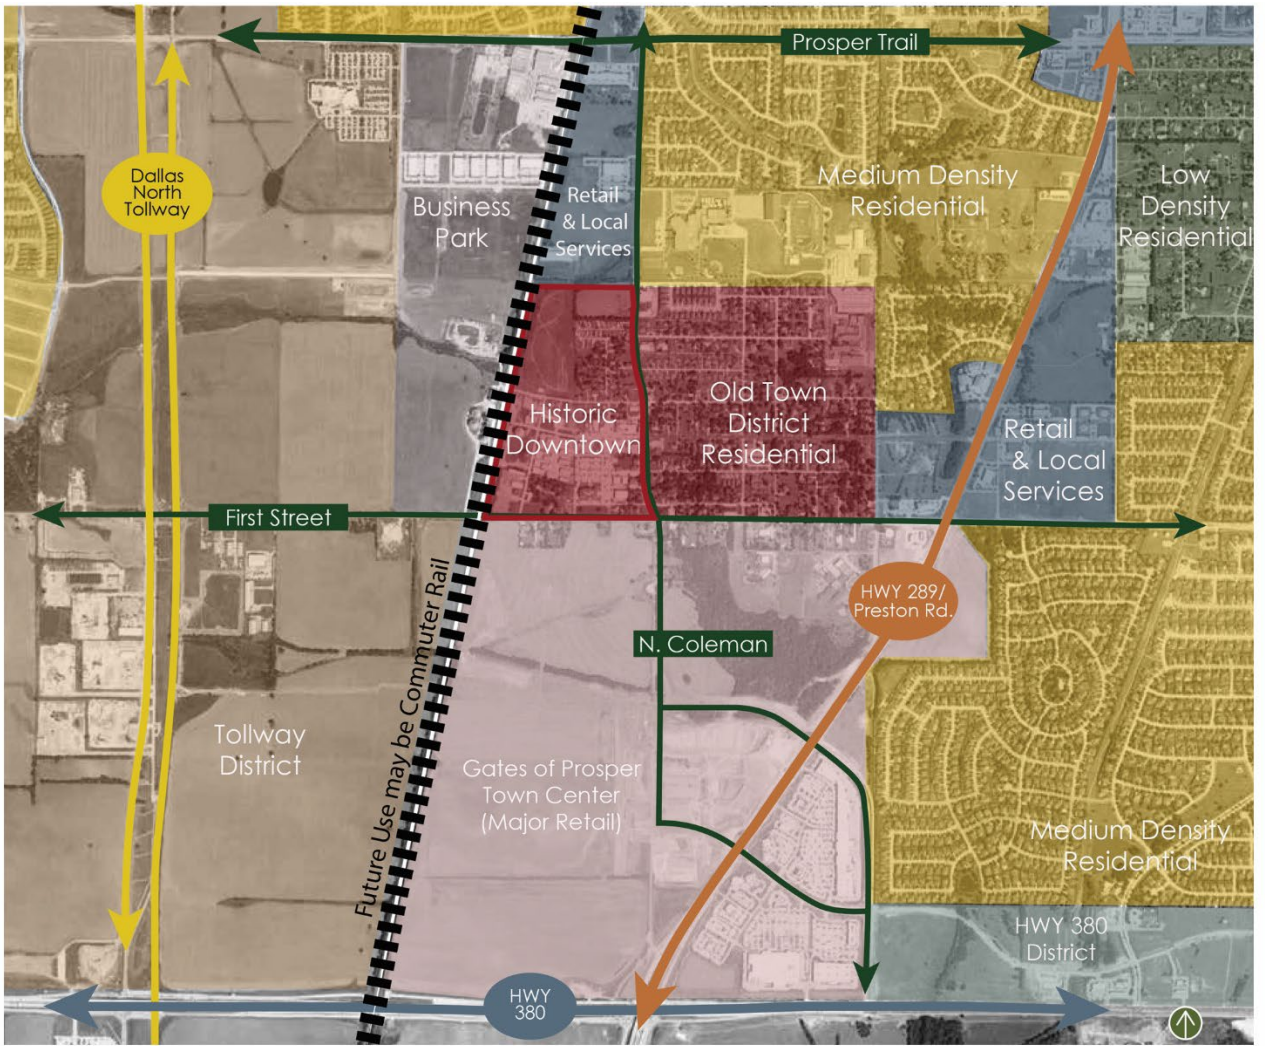 Prosper Trail
Dallas
North
Tollway
Business
Park
Retail
& Local
Services
Medium Density
Residential
Low
Density
Residential
Historic
Downtown
Old Town
District
Residential
Retail
& Local
Services
First Street
Future Use may be Commuter Rail
HWY 289/
Preston Rd.
N. Coleman
Tollway
District
Gates of Prosper
Town Center
(Major Retail)
Medium Density
Residential
HWY 380
District
HWY
380